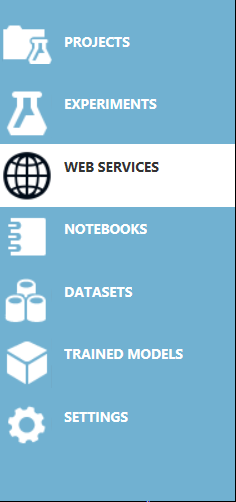 PROJECTS
EXPERIMENTS
WEB SERVICES
NOTEBOOKS
DATASETS
TRAINED MODELS
SETTINGS